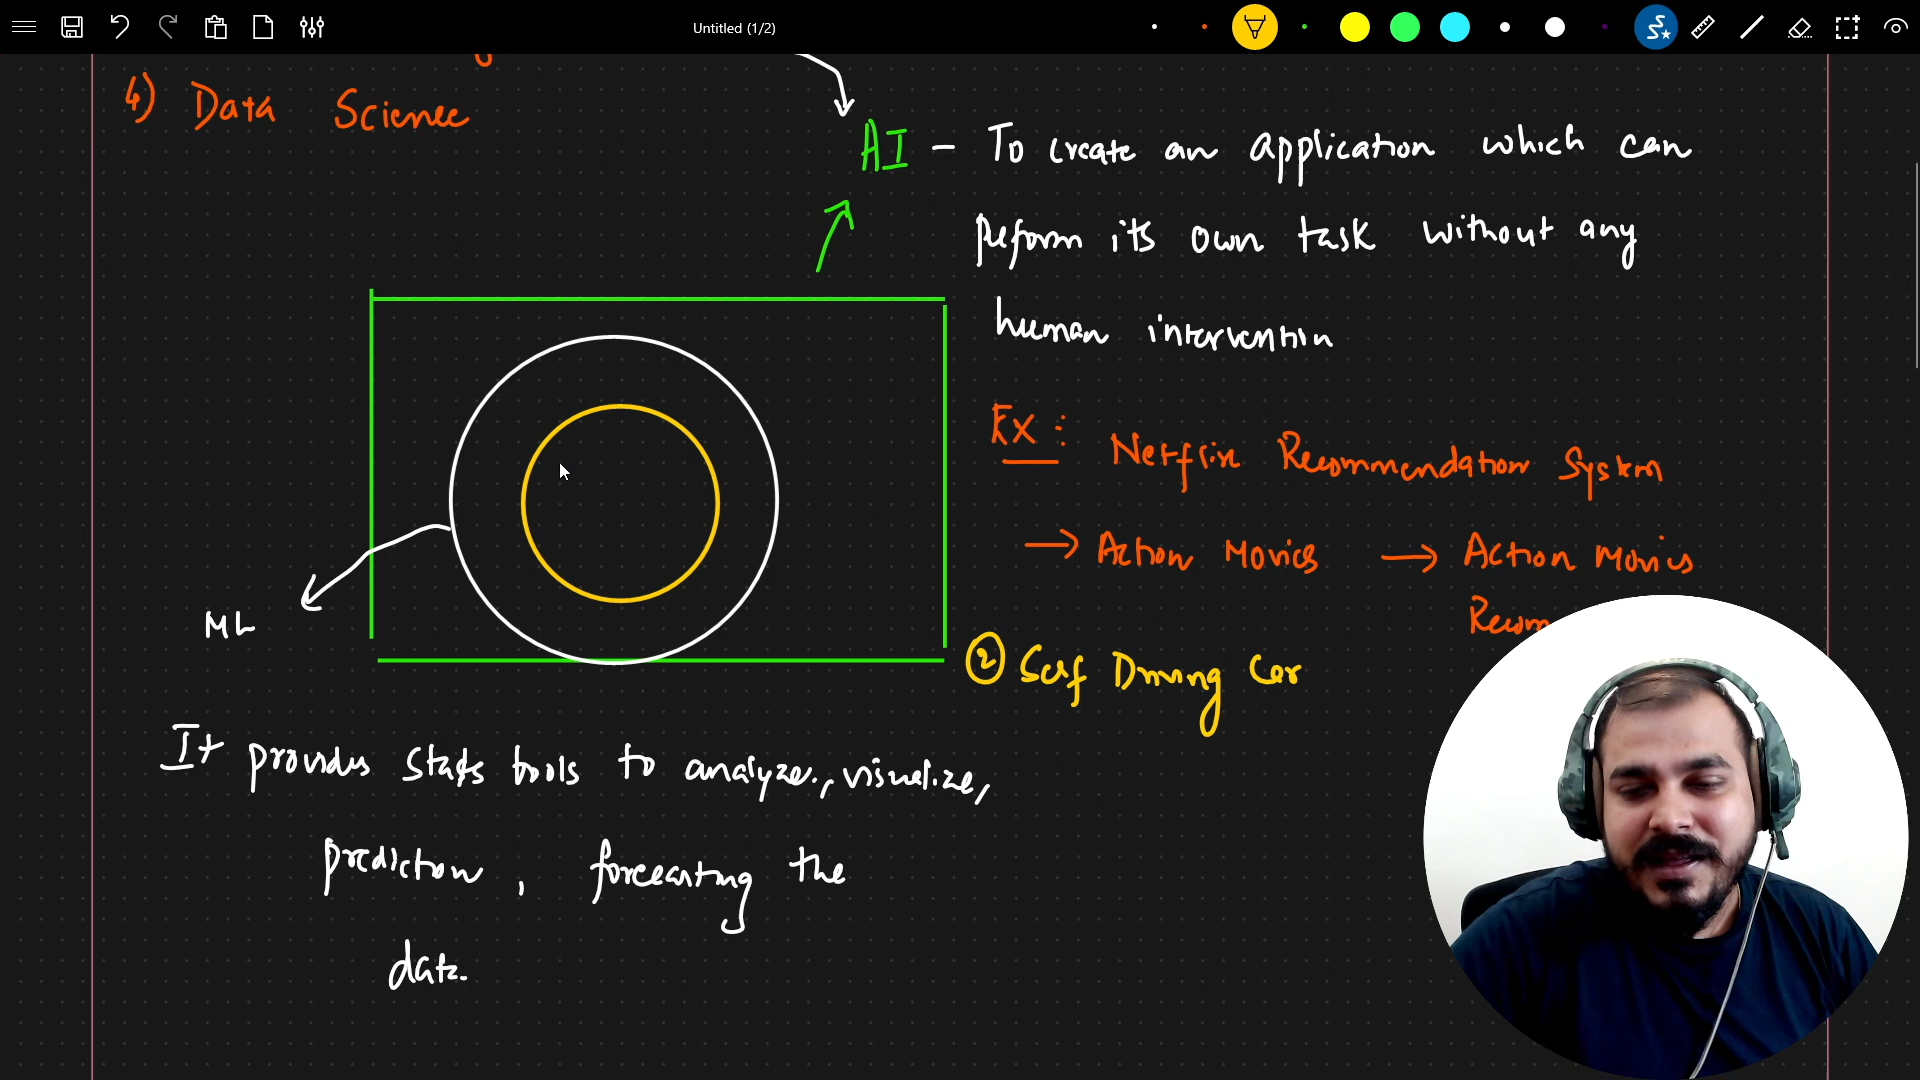 Untitled (1/2)
4) Data Science
AI - To create an application which can
peform its own task without any
human intervention
Ex:
Netflix Recommendation System
→ Action Movies → Action Movies
② Self Driving Car
ML
It provides stats tools to analyze, visualize,
prediction, forecasting the
data.